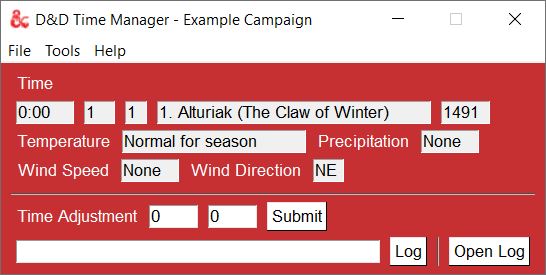 D&D Time Manager - Example Campaign
File Tools Help
Time
0:00 1 1 1. Alturiak (The Claw of Winter) 1491
Temperature Normal for season Precipitation None
Wind Speed None Wind Direction NE
Time Adjustment 0 0 Submit
Log Open Log